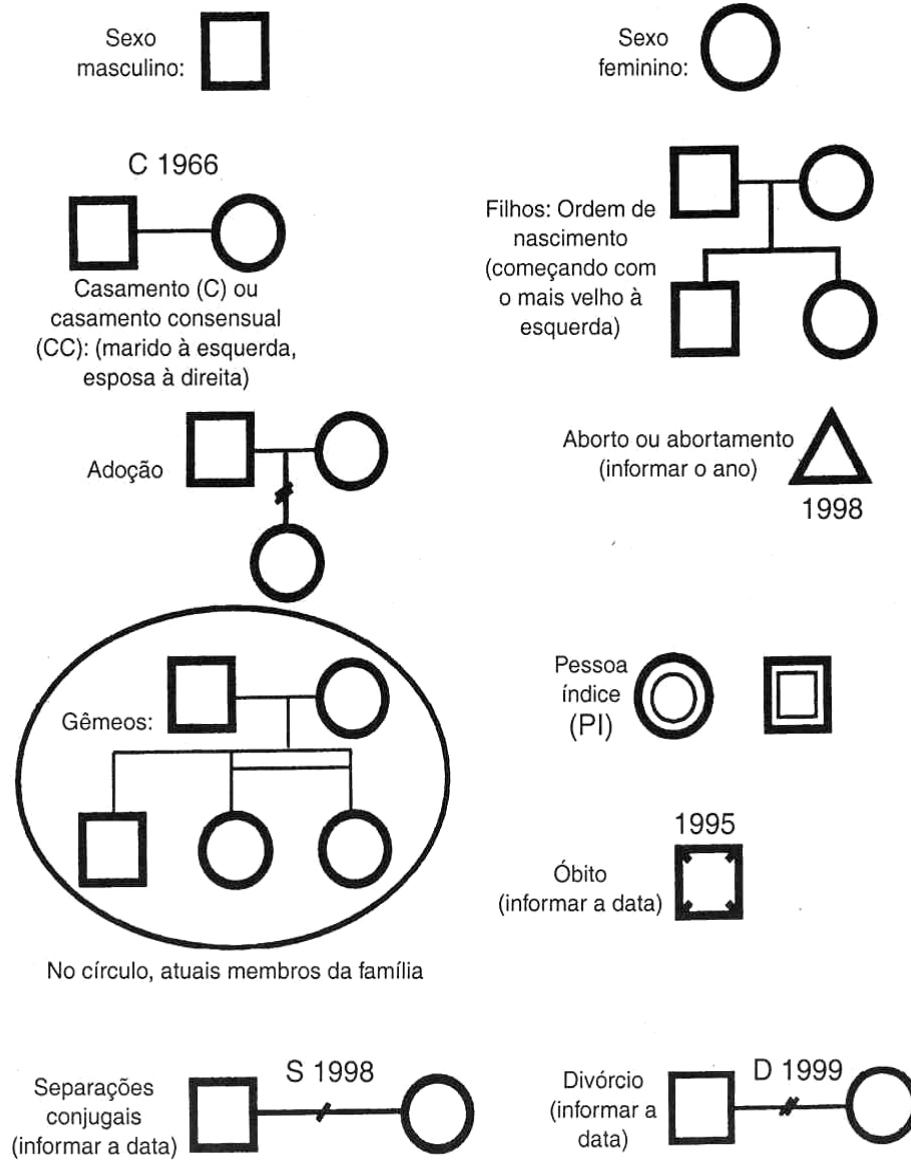 Sexo
masculino:
Sexo
feminino:
C 1966
Casamento (C) ou
casamento consensual
(CC): (marido à esquerda,
esposa à direita)
Filhos: Ordem de
nascimento
(começando com
o mais velho à
esquerda)
Adoção
Aborto ou abortamento
(informar o ano)
1998
Gêmeos:
No círculo, atuais membros da família
Pessoa
índice
(PI)
1995
Óbito
(informar a data)
Separações
conjugais
(informar a data)
S 1998
Divórcio
(informar a
data)
D 1999